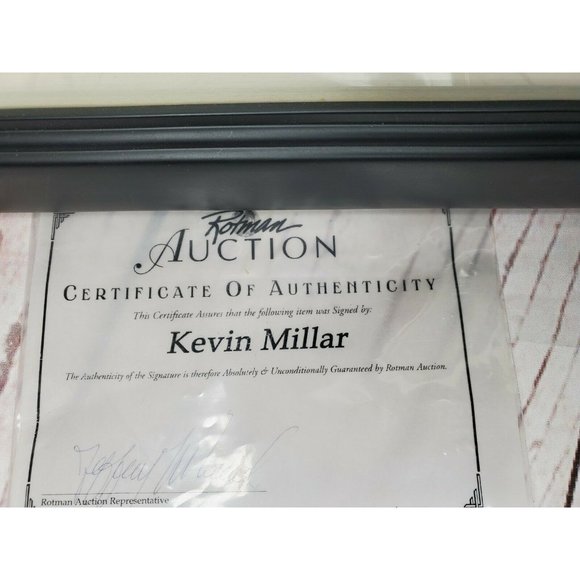 Rotman
AUCTION
CERTIFICATE OF AUTHENTICITY
This Certificate Assures that the following item was Signed by:
Kevin Millar
The Authenticity of the Signature is therefore Absolutely & Unconditionally Guaranteed by Rotman Auction.
Rotman Auction Representative